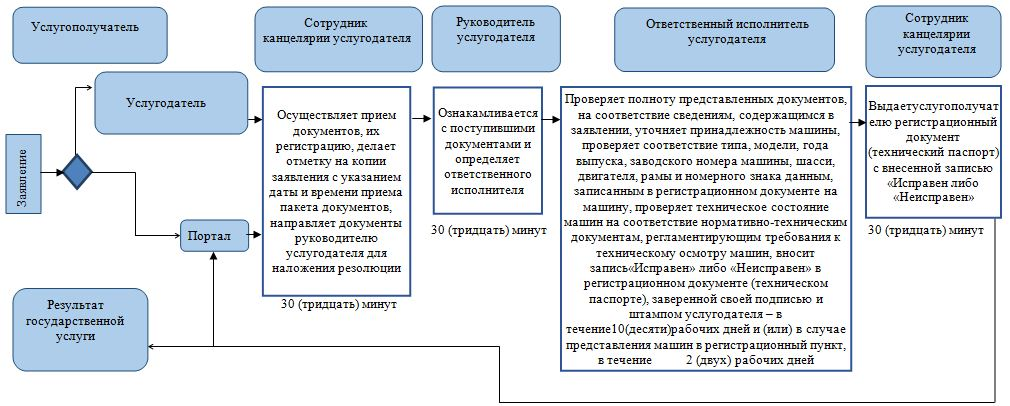 Услугополучатель
Сотрудник
канцелярии услугодателя
Руководитель
услугодателя
Ответственный исполнитель
услугодателя
Сотрудник
канцелярии
услугодателя
Услугодатель
Заявление
Портал
Результат
государственной
услуги
Осуществляет прием
документов, их
регистрацию, делает
отметку на копии
заявления с указанием
даты и времени приема
пакета документов,
направляет документы
руководителю
услугодателя для
наложения резолюции
30 (тридцать) минут
Ознакамливается
с поступившими
документами и
определяет
ответственного
исполнителя
30 (тридцать) минут
Проверяет полноту представленных документов,
на соответствие сведениям, содержащимся в
заявлении, уточняет принадлежность машины,
проверяет соответствие типа, модели, года
выпуска, заводского номера машины, шасси,
двигателя, рамы и номерного знака данным,
записанным в регистрационном документе на
машину, проверяет техническое состояние
машин на соответствие нормативно-техническим
документам, регламентирующим требования к
техническому осмотру машин, вносит
запись«Исправен» либо «Неисправен» в
регистрационном документе (техническом
паспорте), заверенной своей подписью и
штампом услугодателя – в
течение10(десяти)рабочих дней и (или) в случае
представления машин в регистрационный пункт,
в течение 2 (двух) рабочих дней
Выдаетуслугополучат
елю регистрационный
документ
(технический паспорт)
с внесенной записью
«Исправен либо
«Неисправен»
30 (тридцать) минут